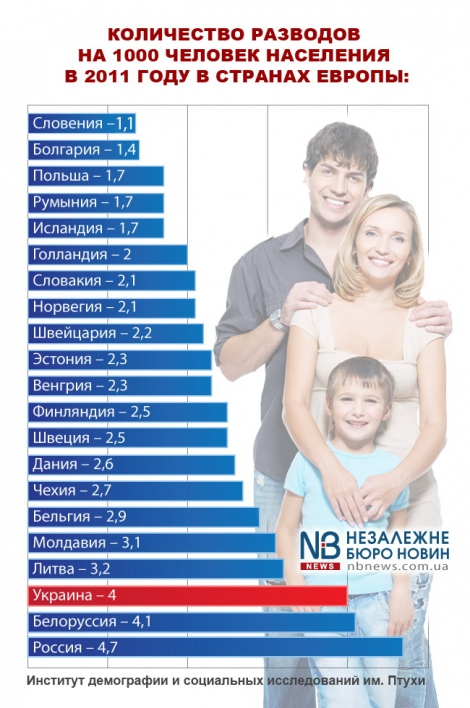 КОЛИЧЕСТВО РАЗВОДОВ
НА 1000 ЧЕЛОВЕК НАСЕЛЕНИЯ
В 2011 ГОДУ В СТРАНАХ ЕВРОПЫ:
Словения –1,1
Болгария – 1,4
Польша – 1,7
Румыния – 1,7
Исландия – 1,7
Голландия – 2
Словакия – 2,1
Норвегия – 2,1
Швейцария – 2,2
Эстония – 2,3
Венгрия – 2,3
Финляндия – 2,5
Швеция – 2,5
Дания – 2,6
Чехия – 2,7
Бельгия – 2,9
Молдавия – 3,1
Литва – 3,2
Украина – 4
Белоруссия – 4,1
Россия – 4,7
NB НЕЗАЛЕЖНЕ
БЮРО НОВИН
NEWS nbnews.com.ua
Институт демографии и социальных исследований им. Птухи